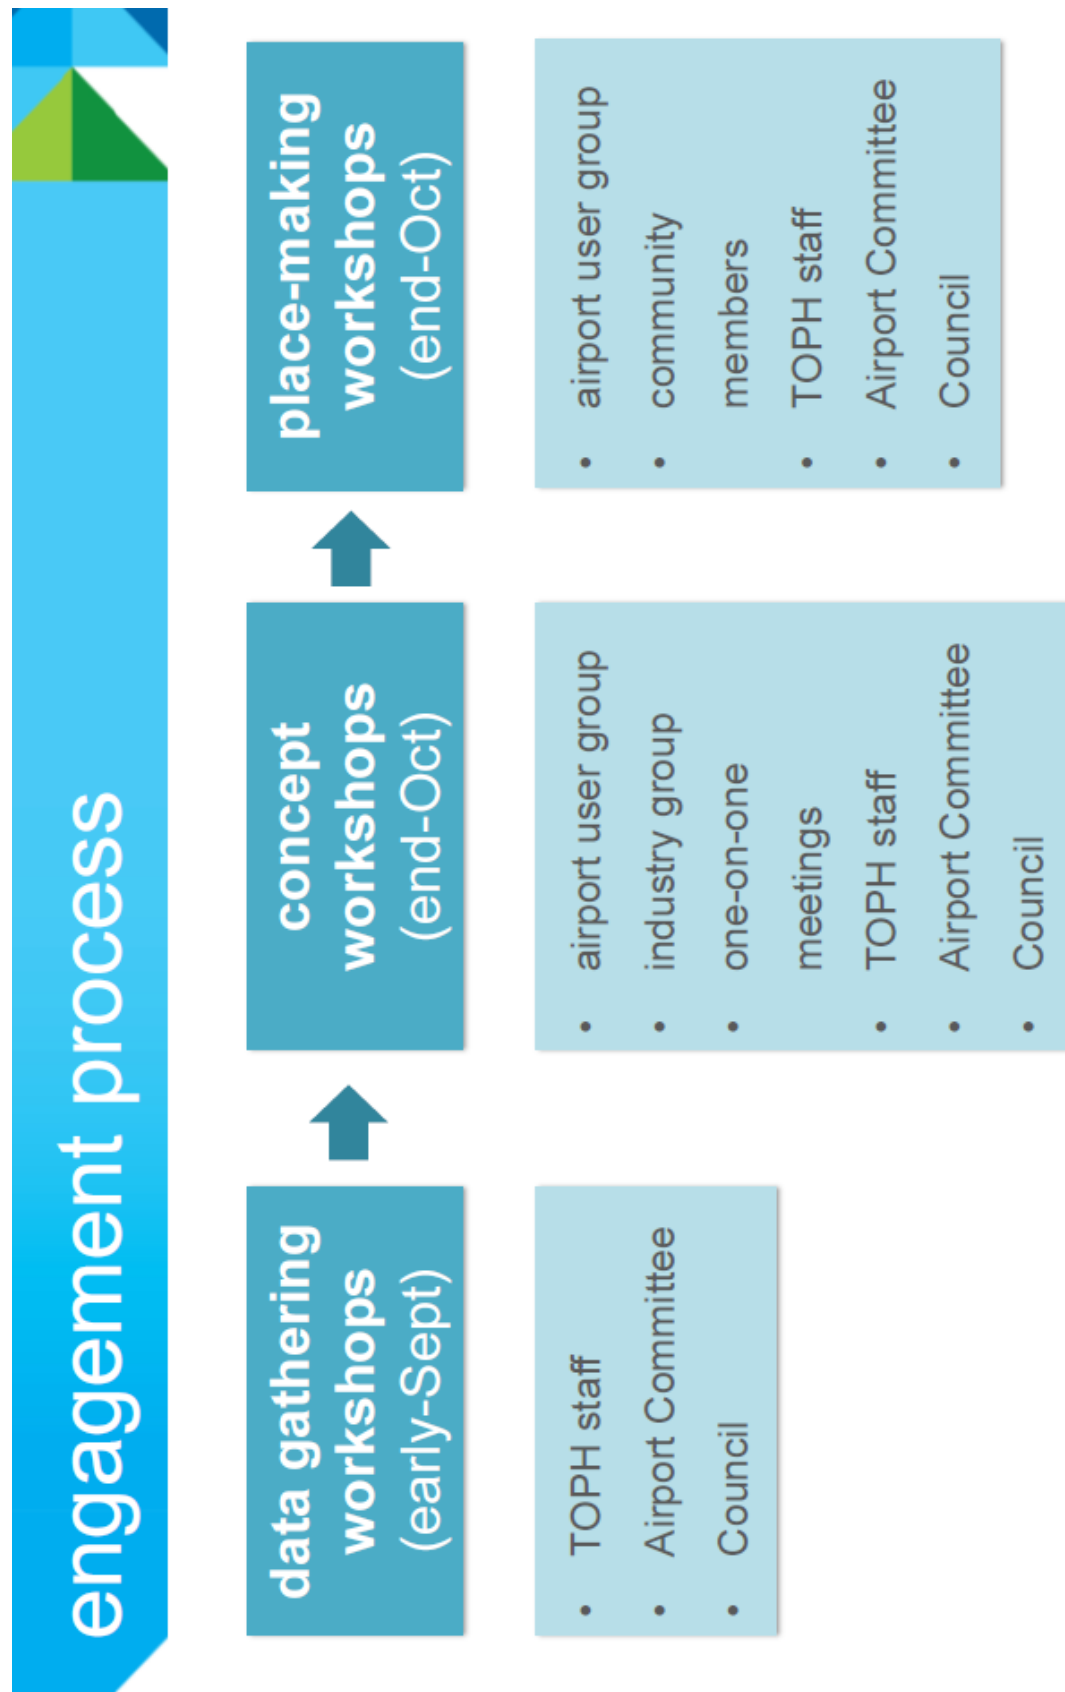 engagement process
data gathering
workshops
(early-Sept)
• TOPH staff
• Airport Committee
• Council
concept
workshops
(end-Oct)
• airport user group
• industry group
• one-on-one
meetings
• TOPH staff
• Airport Committee
• Council
place-making
workshops
(end-Oct)
• airport user group
• community
members
• TOPH staff
• Airport Committee
• Council